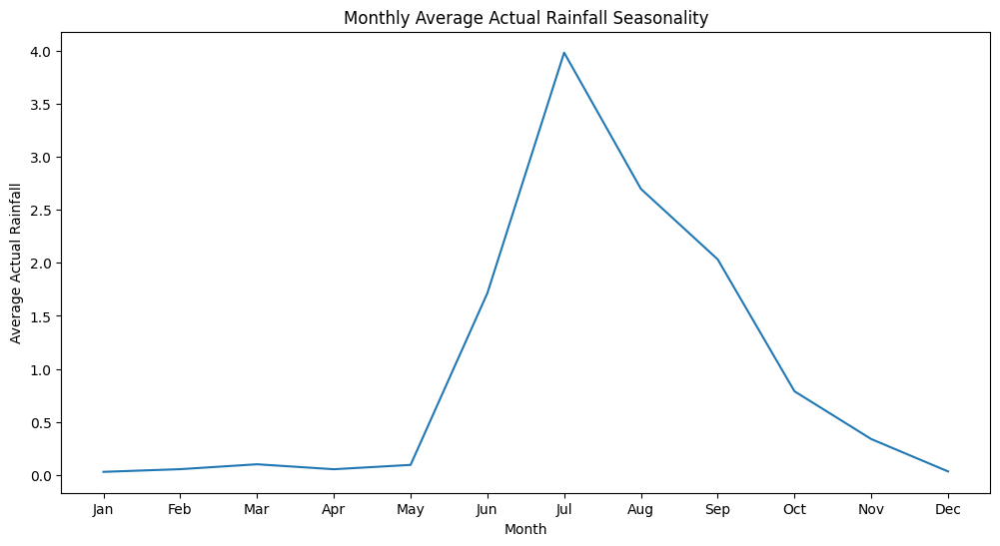 Monthly Average Actual Rainfall Seasonality
Average Actual Rainfall
4.0
3.5
3.0
2.5
2.0
1.5
1.0
0.5
0.0
Jan Feb Mar Apr May Jun Jul Aug Sep Oct Nov Dec
Month